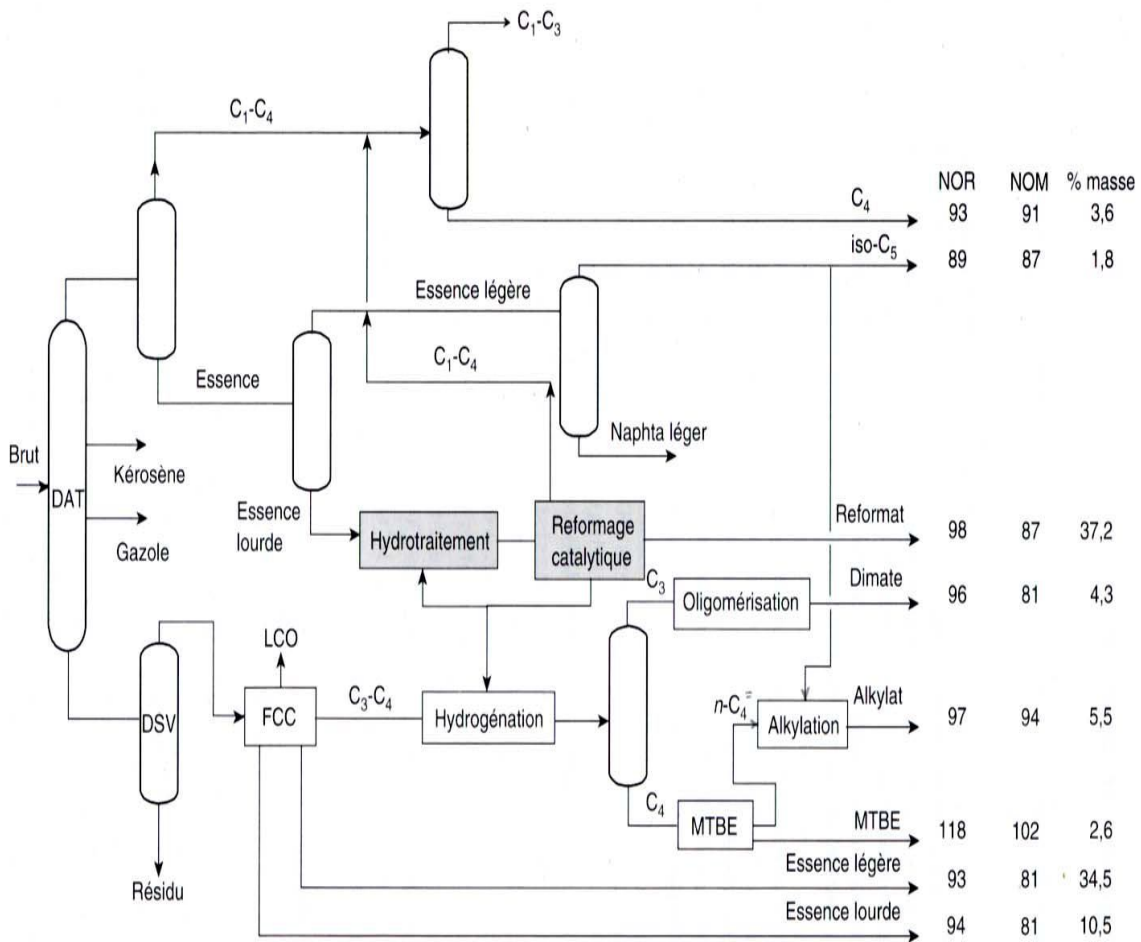 C₁-C₃
C₁-C₄
NOR NOM % masse
C₄ 93 91 3,6
iso-C₅ 89 87 1,8
Essence légère
C₁-C₄
Essence
Naphta léger
Brut
DAT
Kérosène
Gazole
Essence
lourde
Hydrotraitement
Reformage
catalytique
Reformat 98 87 37,2
C₃
Oligomérisation
Dimate 96 81 4,3
LCO
DSV
FCC
C₃-C₄
Hydrogénation
n-C₄⁼
Alkylation
Alkylat 97 94 5,5
C₄
MTBE
MTBE 118 102 2,6
Résidu
Essence légère 93 81 34,5
Essence lourde 94 81 10,5